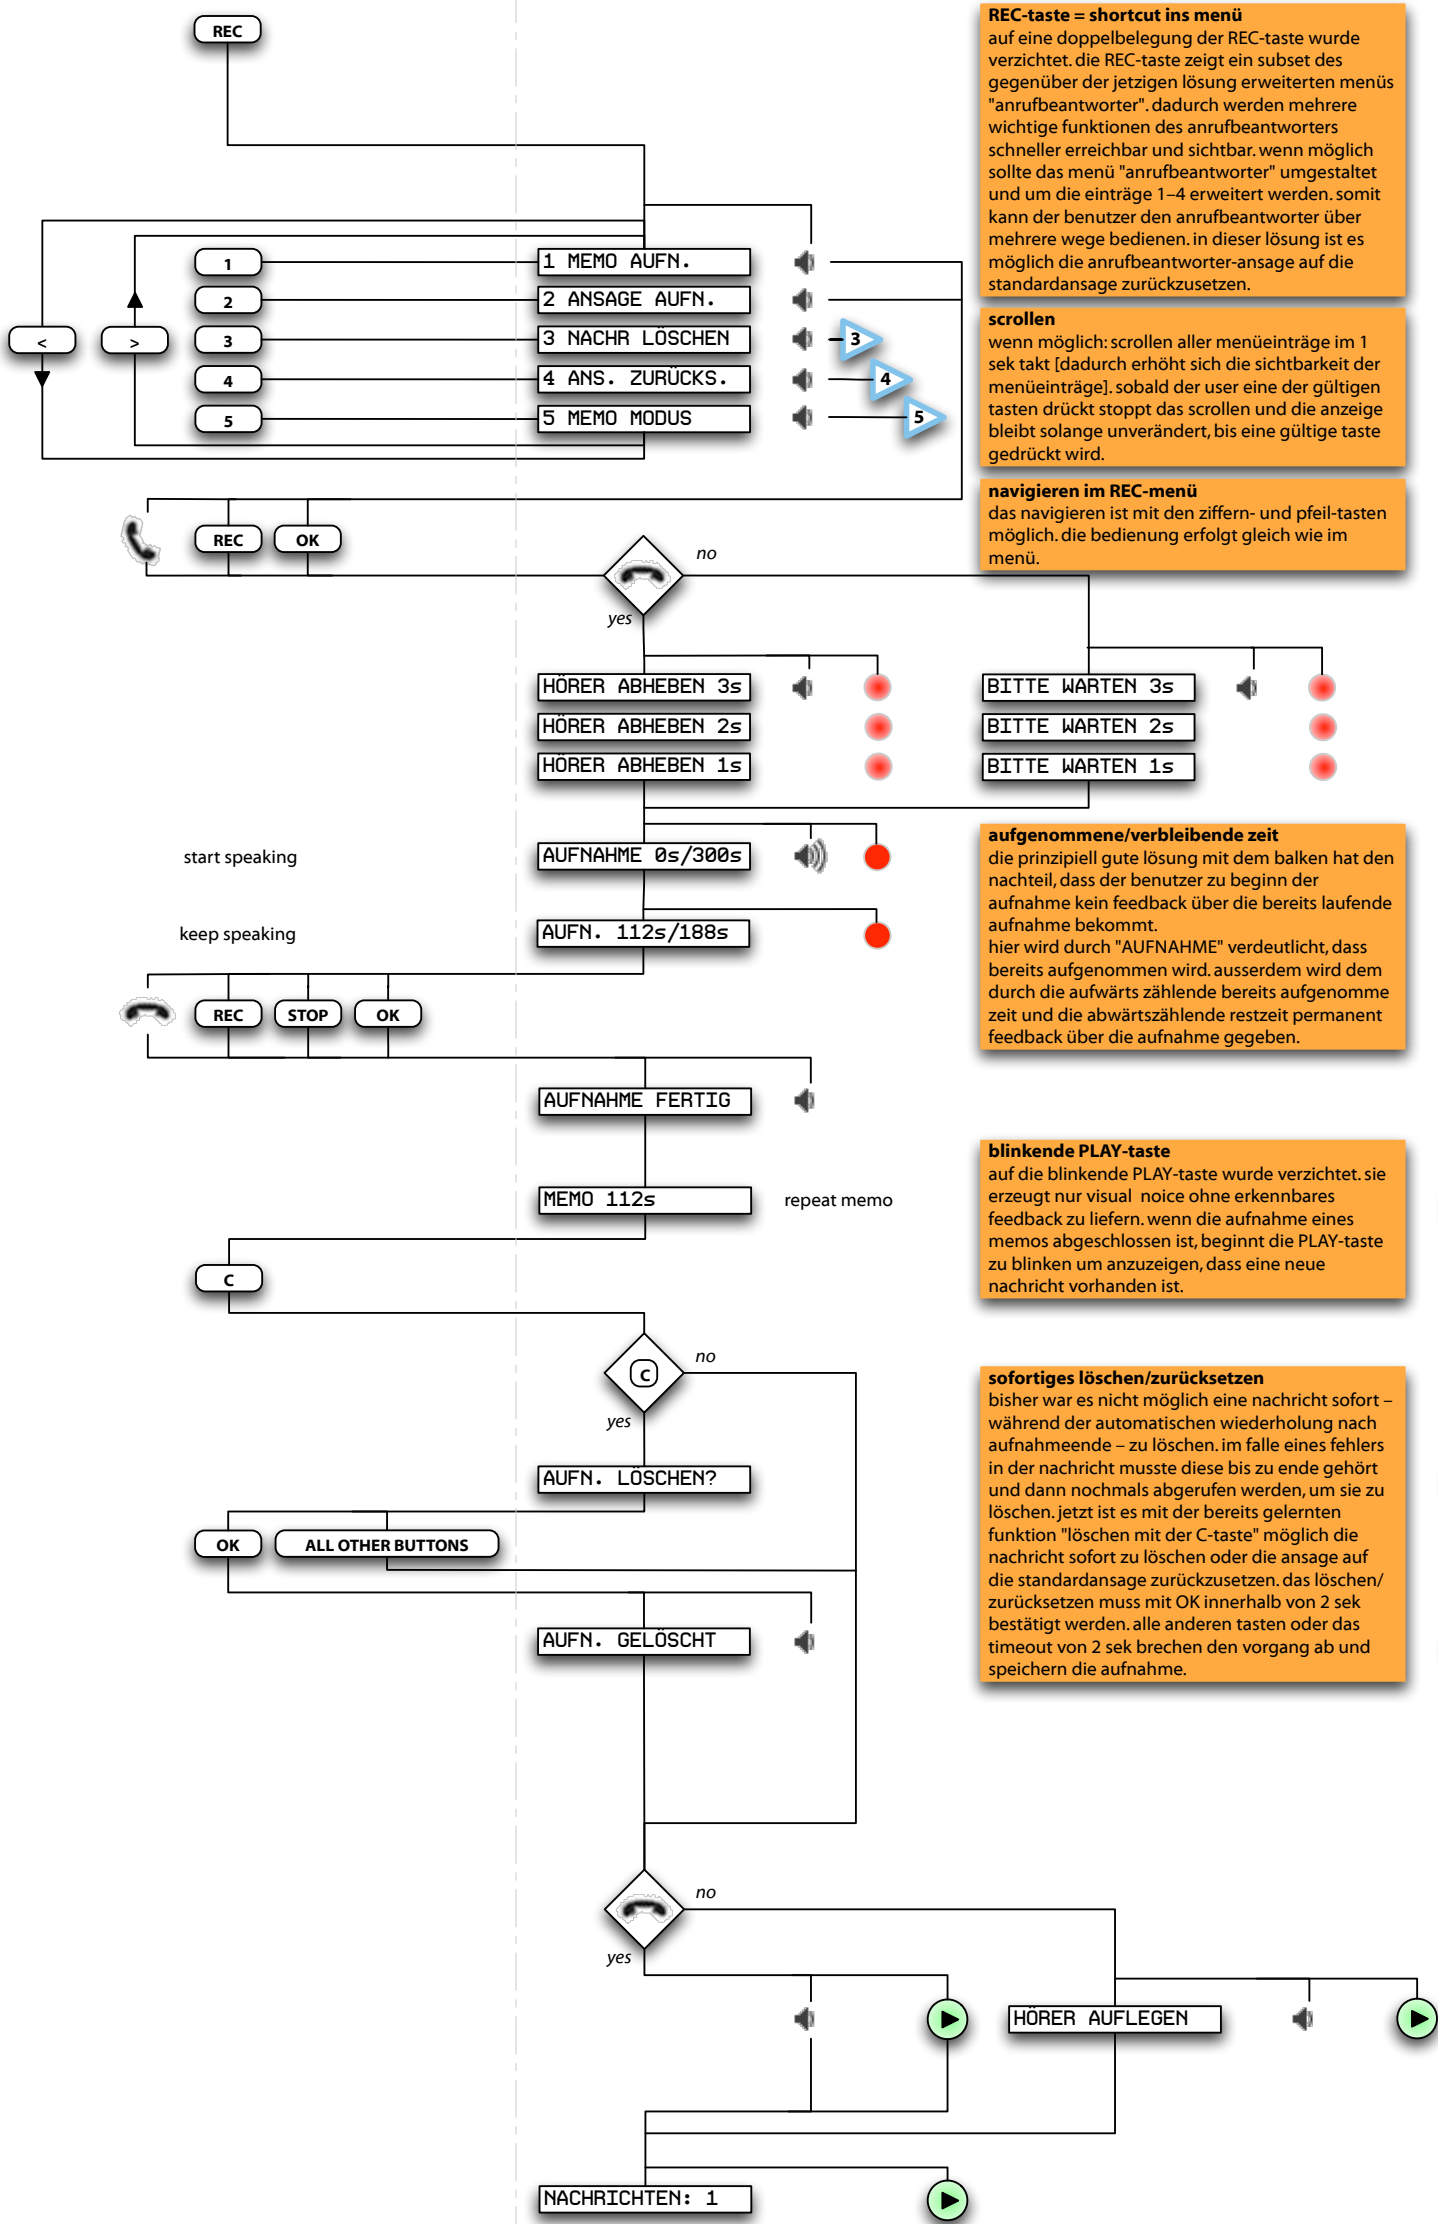 REC
REC-taste = shortcut ins menü
auf eine doppelbelegung der REC-taste wurde
verzichtet. die REC-taste zeigt ein subset des
gegenüber der jetzigen lösung erweiterten menüs
"anrufbeantworter". dadurch werden mehrere
wichtige funktionen des anrufbeantworters
schneller erreichbar und sichtbar. wenn möglich
sollte das menü "anrufbeantworter" umgestaltet
und um die einträge 1–4 erweitert werden. somit
kann der benutzer den anrufbeantworter über
mehrere wege bedienen. in dieser lösung ist es
möglich die anrufbeantworter-ansage auf die
standardansage zurückzusetzen.
1
1 MEMO AUFN.
2
2 ANSAGE AUFN.
<
>
3
3 NACHR LÖSCHEN
3
4
4 ANS. ZURÜCKS.
4
5
5 MEMO MODUS
5
scrollen
wenn möglich: scrollen aller menüeinträge im 1
sek takt [dadurch erhöht sich die sichtbarkeit der
menüeinträge]. sobald der user eine der gültigen
tasten drückt stoppt das scrollen und die anzeige
bleibt solange unverändert, bis eine gültige taste
gedrückt wird.
navigieren im REC-menü
das navigieren ist mit den ziffern- und pfeil-tasten
möglich. die bedienung erfolgt gleich wie im
menü.
REC
OK
no
yes
HÖRER ABHEBEN 3s
BITTE WARTEN 3s
HÖRER ABHEBEN 2s
BITTE WARTEN 2s
HÖRER ABHEBEN 1s
BITTE WARTEN 1s
start speaking
AUFNAHME 0s/300s
keep speaking
AUFN. 112s/188s
aufgenommene/verbleibende zeit
die prinzipiell gute lösung mit dem balken hat den
nachteil, dass der benutzer zu beginn der
aufnahme kein feedback über die bereits laufende
aufnahme bekommt.
hier wird durch "AUFNAHME" verdeutlicht, dass
bereits aufgenommen wird. ausserdem wird dem
durch die aufwärts zählende bereits aufgenomme
zeit und die abwärtszählende restzeit permanent
feedback über die aufnahme gegeben.
REC
STOP
OK
AUFNAHME FERTIG
MEMO 112s
repeat memo
blinkende PLAY-taste
auf die blinkende PLAY-taste wurde verzichtet. sie
erzeugt nur visual noice ohne erkennbares
feedback zu liefern. wenn die aufnahme eines
memos abgeschlossen ist, beginnt die PLAY-taste
zu blinken um anzuzeigen, dass eine neue
nachricht vorhanden ist.
C
C
no
yes
AUFN. LÖSCHEN?
OK
ALL OTHER BUTTONS
AUFN. GELÖSCHT
sofortiges löschen/zurücksetzen
bisher war es nicht möglich eine nachricht sofort –
während der automatischen wiederholung nach
aufnahmeende – zu löschen. im falle eines fehlers
in der nachricht musste diese bis zu ende gehört
und dann nochmals abgerufen werden, um sie zu
löschen. jetzt ist es mit der bereits gelernten
funktion "löschen mit der C-taste" möglich die
nachricht sofort zu löschen oder die ansage auf
die standardansage zurückzusetzen. das löschen/
zurücksetzen muss mit OK innerhalb von 2 sek
bestätigt werden. alle anderen tasten oder das
timeout von 2 sek brechen den vorgang ab und
speichern die aufnahme.
no
yes
HÖRER AUFLEGEN
NACHRICHTEN: 1